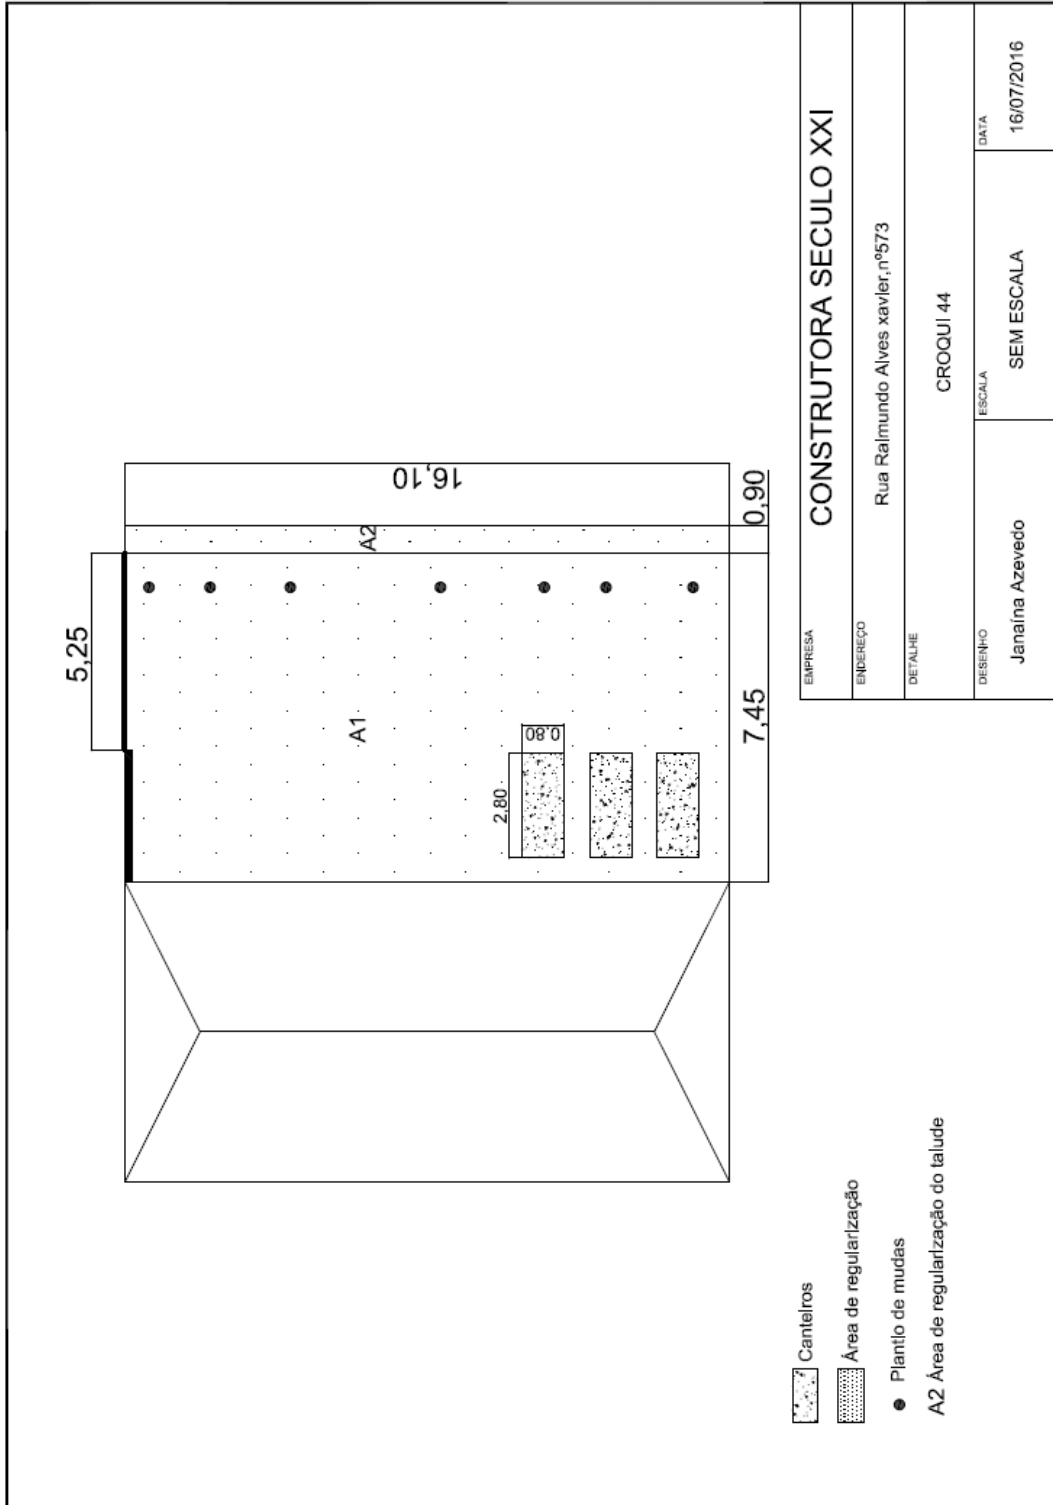 5,25
16,10
A2
A1
0,80
2,80
7,45
0,90
Canteiros
Área de regularização
Plantio de mudas
A2 Área de regularização do talude
EMPRESA
CONSTRUTORA SECULO XXI
ENDEREÇO
Rua Raimundo Alves xavier,nº573
DETALHE
CROQUI 44
DESENHO
Janaína Azevedo
ESCALA
SEM ESCALA
DATA
16/07/2016